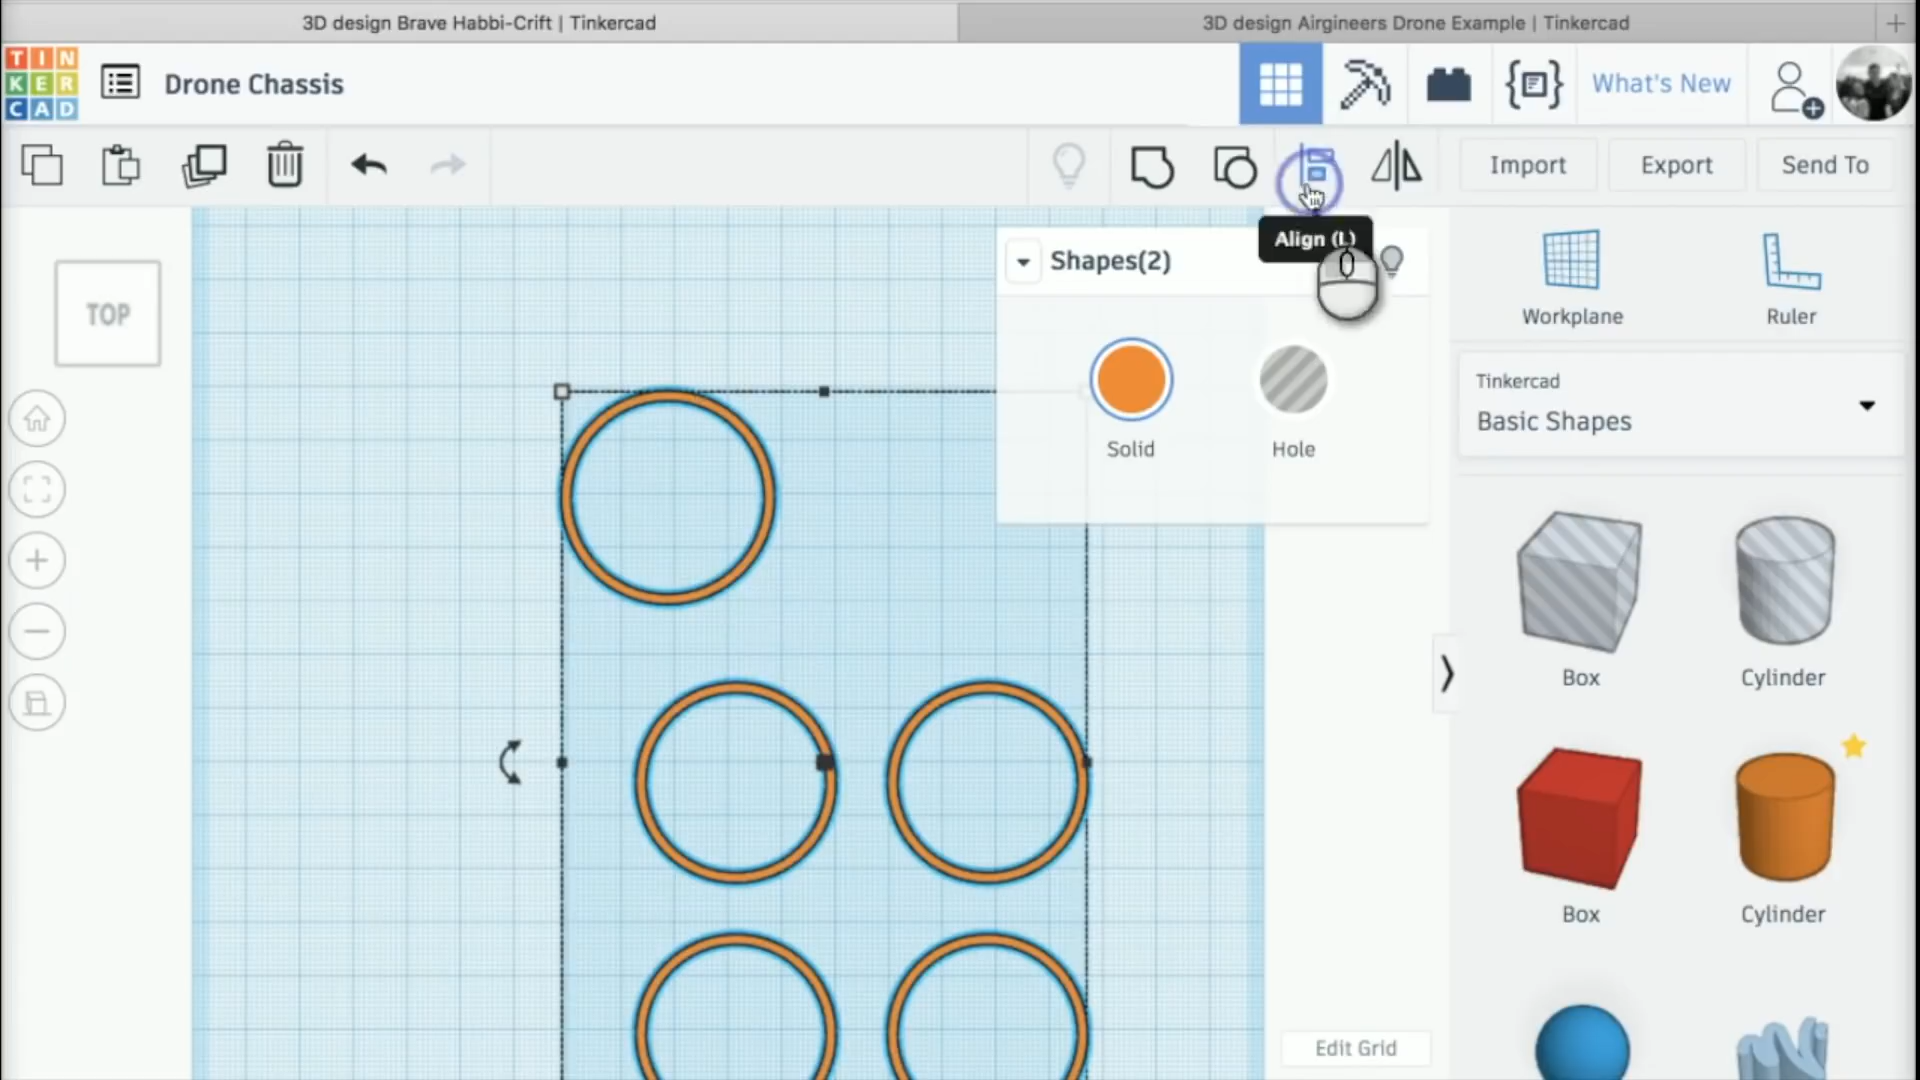 3D design Brave Habbi-Crift | Tinkercad
3D design Airgineers Drone Example | Tinkercad
TIN
KER
CAD
Drone Chassis
What's New
Import
Export
Send To
Align (L)
Shapes(2)
TOP
Workplane
Ruler
Solid
Hole
Tinkercad
Basic Shapes
Box
Cylinder
Box
Cylinder
Edit Grid